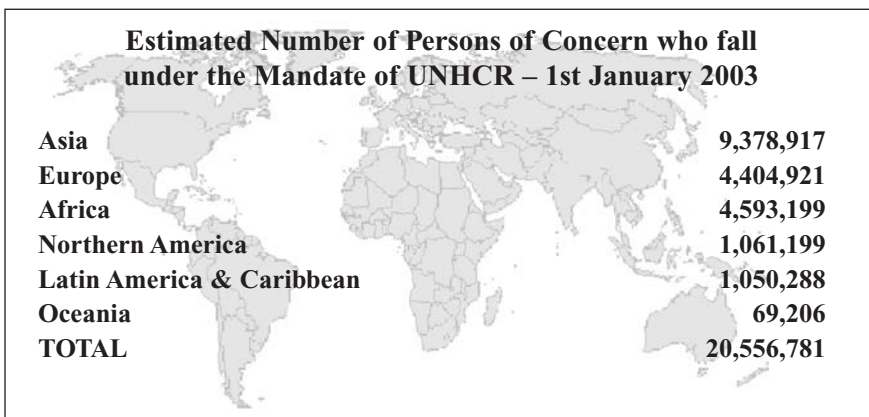 Estimated Number of Persons of Concern who fall
under the Mandate of UNHCR – 1st January 2003
Asia 9,378,917
Europe 4,404,921
Africa 4,593,199
Northern America 1,061,199
Latin America & Caribbean 1,050,288
Oceania 69,206
TOTAL 20,556,781